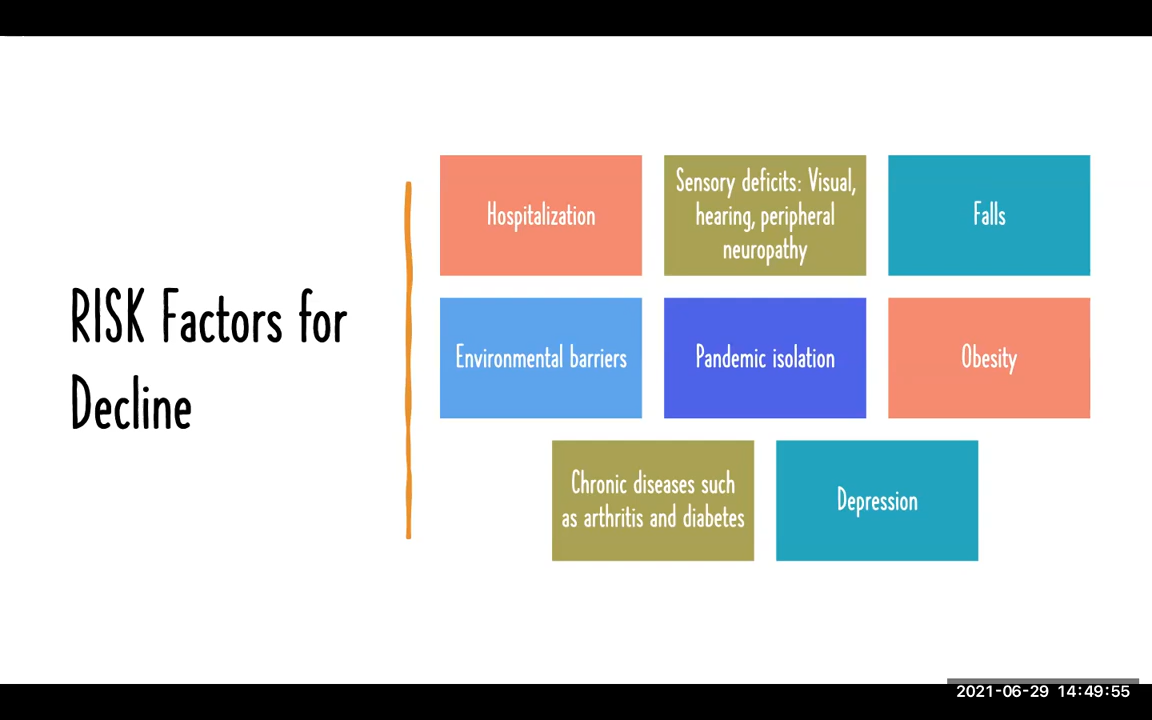 RISK Factors for
Decline
Hospitalization
Sensory deficits: Visual,
hearing, peripheral
neuropathy
Falls
Environmental barriers
Pandemic isolation
Obesity
Chronic diseases such
as arthritis and diabetes
Depression
2021-06-29 14:49:55